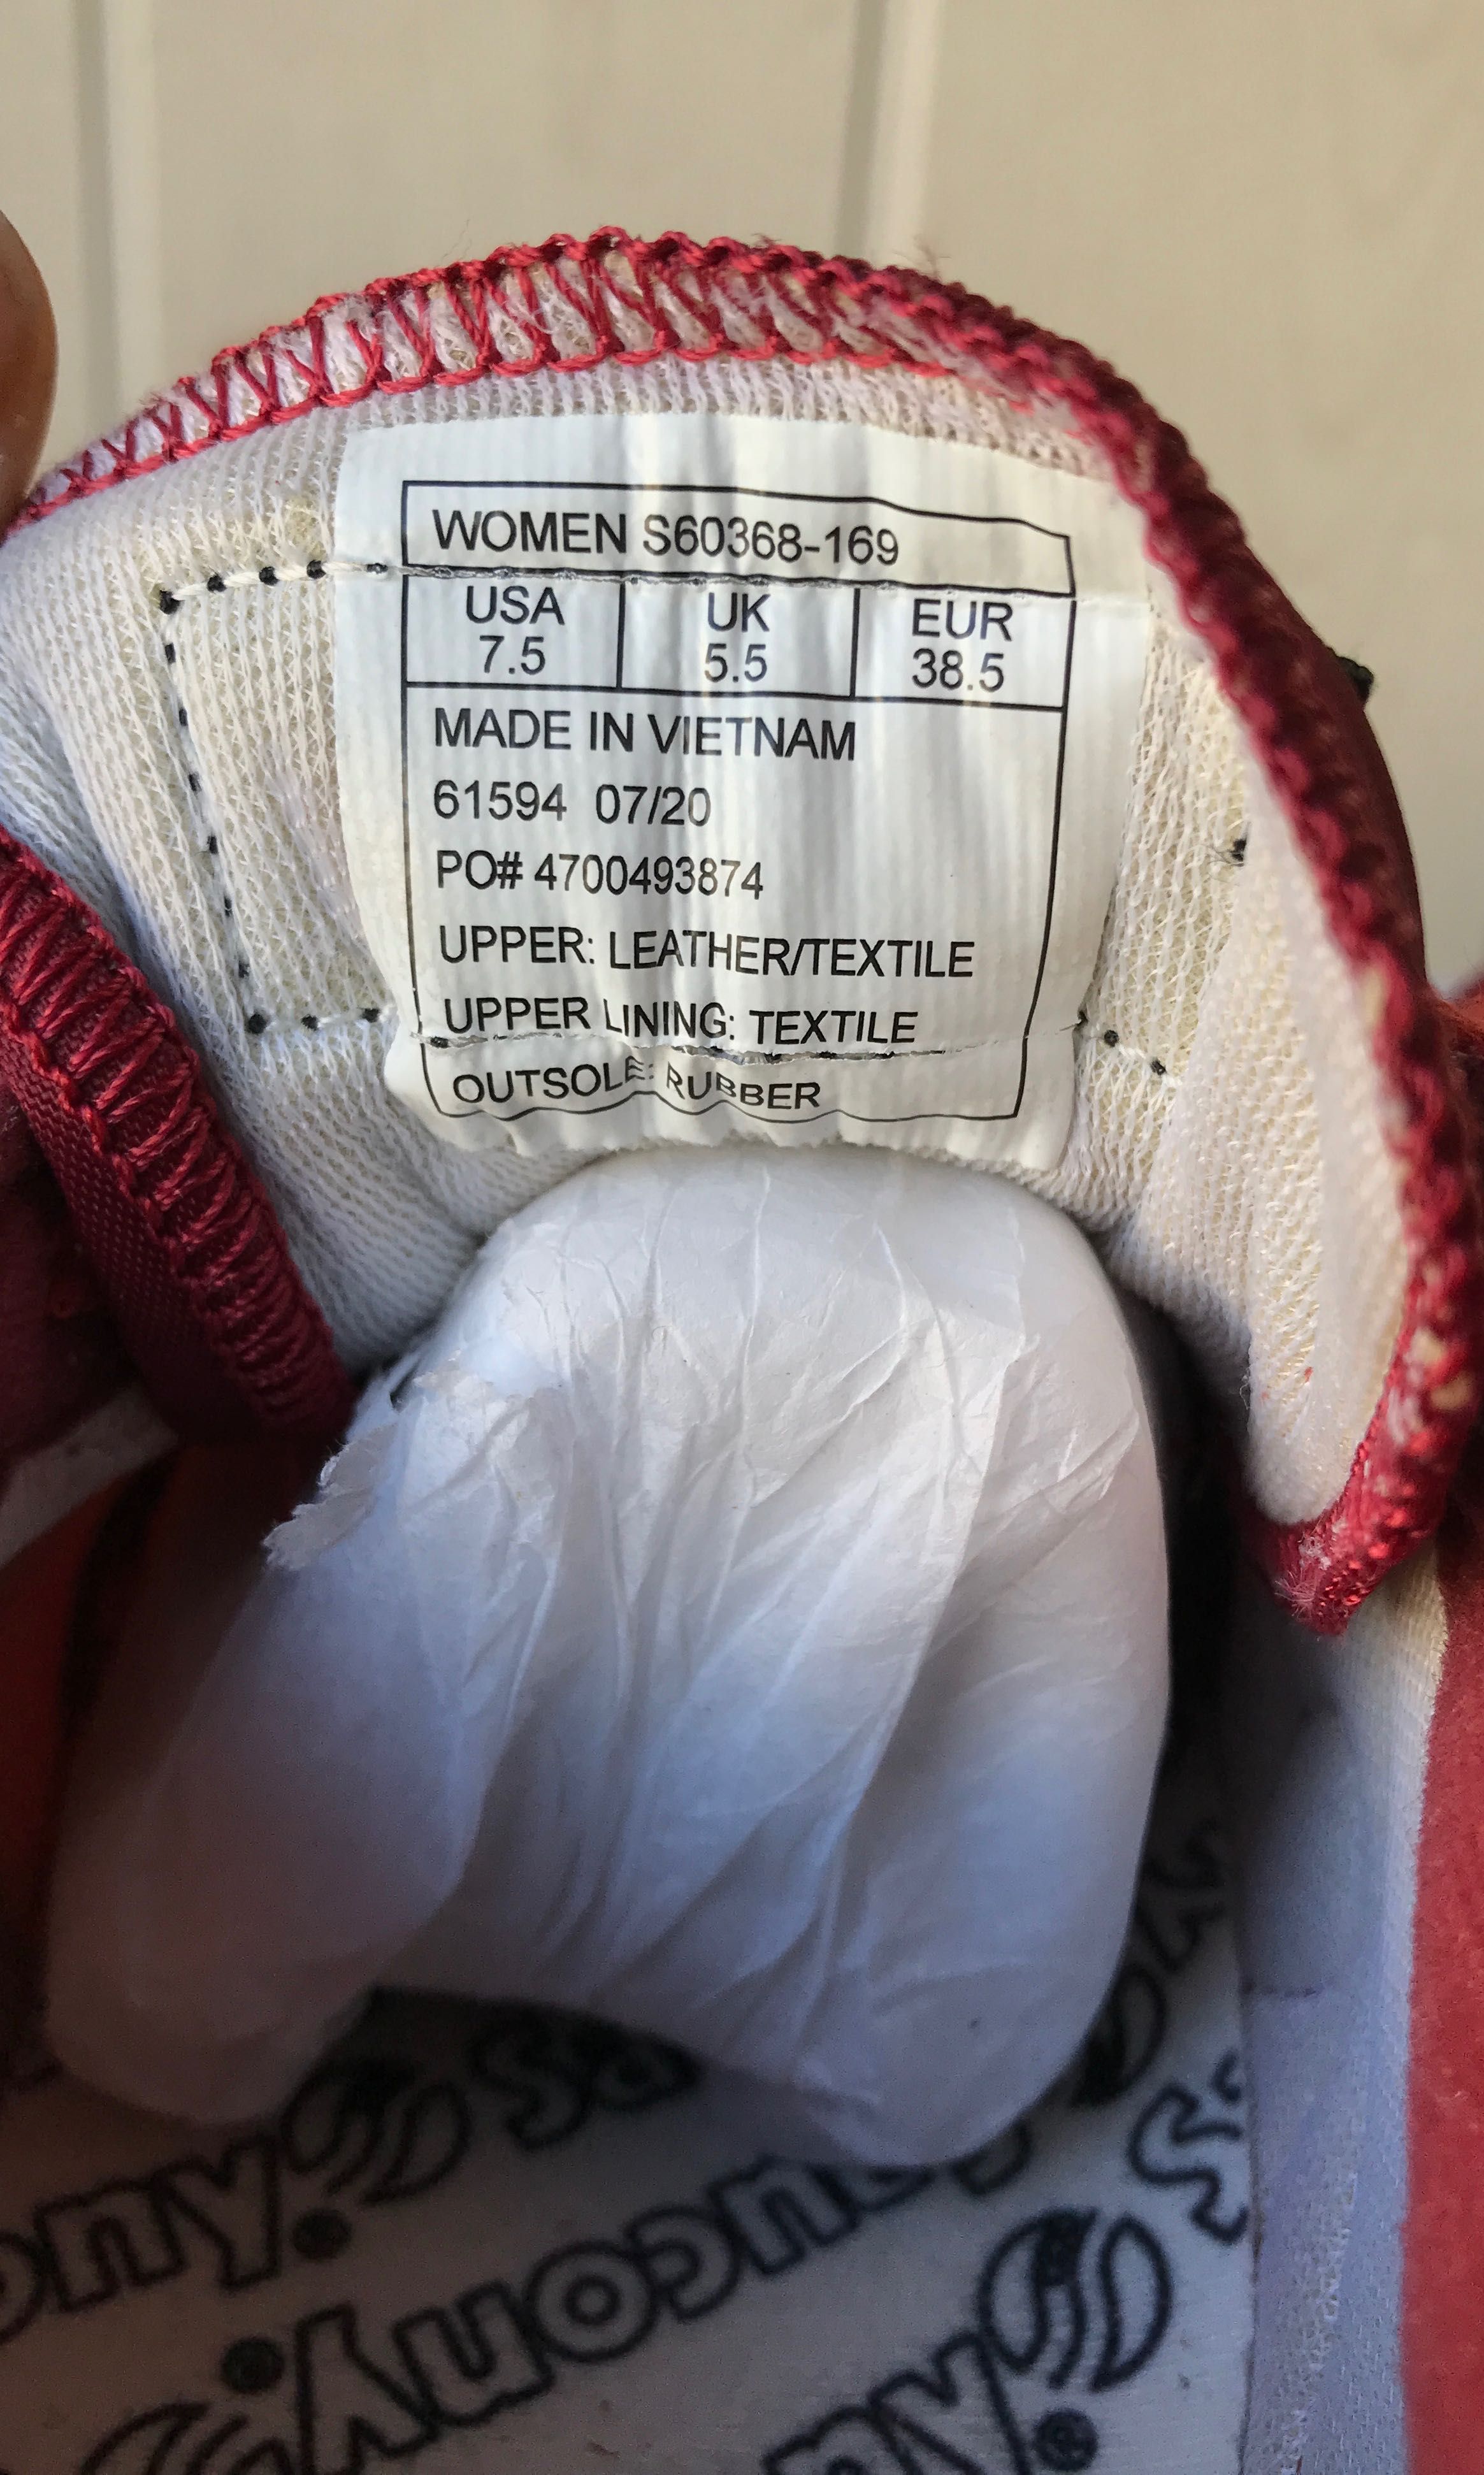 WOMEN S60368-169
USA UK EUR
7.5 5.5 38.5
MADE IN VIETNAM
61594 07/20
PO# 4700493874
UPPER: LEATHER/TEXTILE
UPPER LINING: TEXTILE
OUTSOLE: RUBBER
saucony